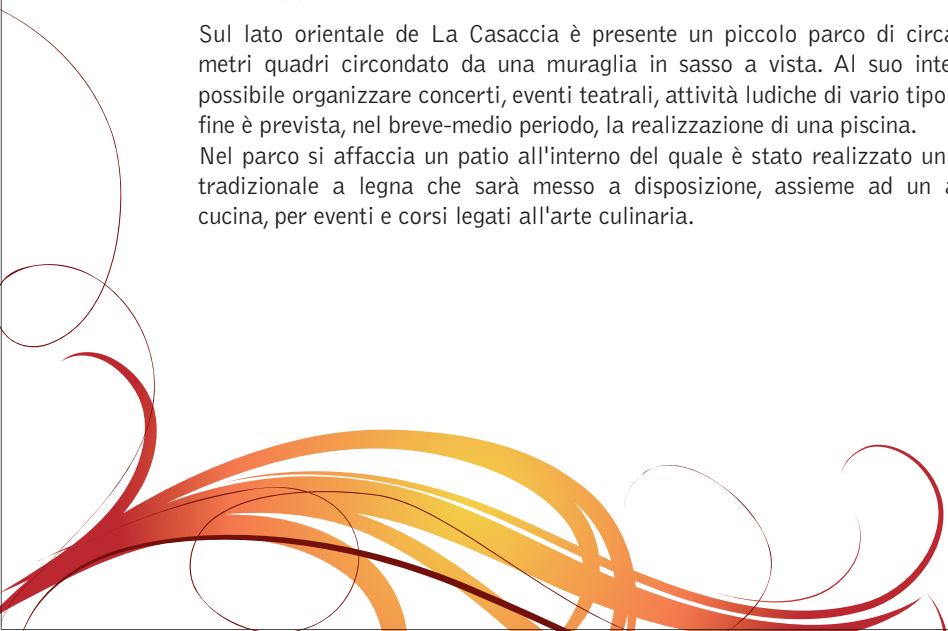 Sul lato orientale de La Casaccia è presente un piccolo parco di circa
metri quadri circondato da una muraglia in sasso a vista. Al suo inte
possibile organizzare concerti, eventi teatrali, attività ludiche di vario tipo
fine è prevista, nel breve-medio periodo, la realizzazione di una piscina.
Nel parco si affaccia un patio all'interno del quale è stato realizzato un
tradizionale a legna che sarà messo a disposizione, assieme ad un a
cucina, per eventi e corsi legati all'arte culinaria.